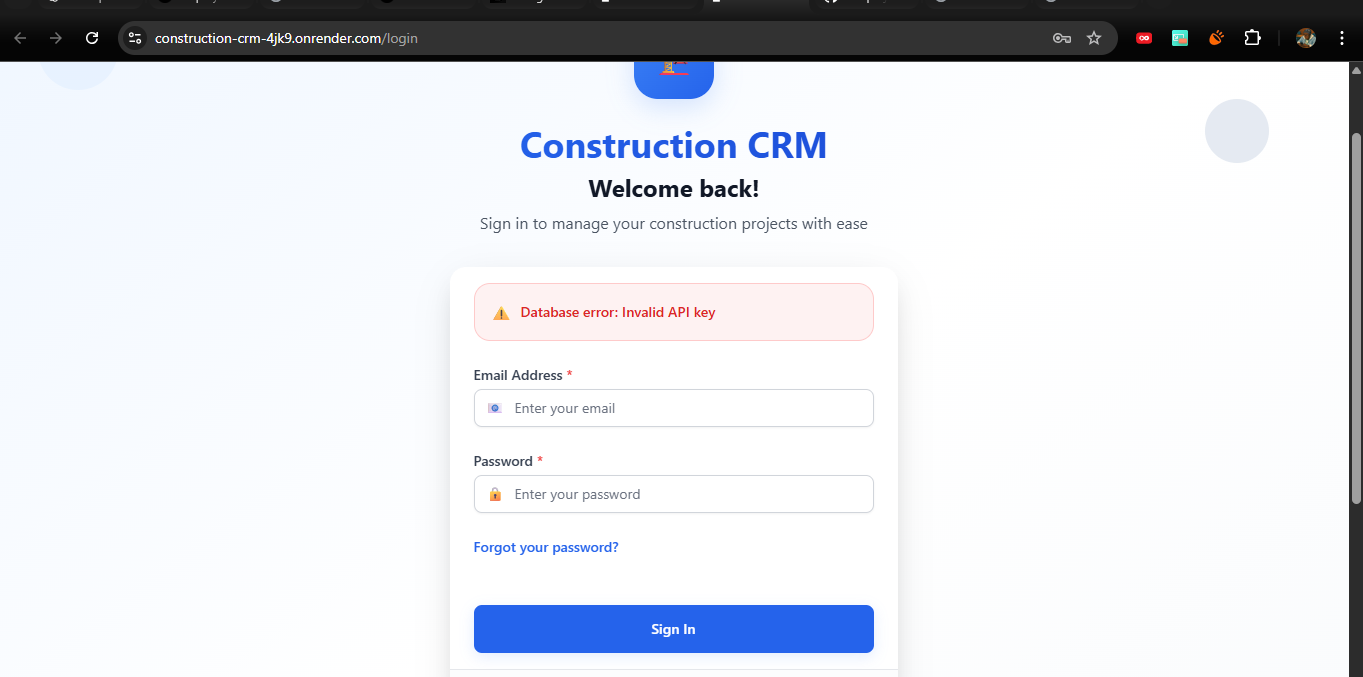 construction-crm-4jk9.onrender.com/login
Construction CRM
Welcome back!
Sign in to manage your construction projects with ease
Database error: Invalid API key
Email Address *
Enter your email
Password *
Enter your password
Forgot your password?
Sign In